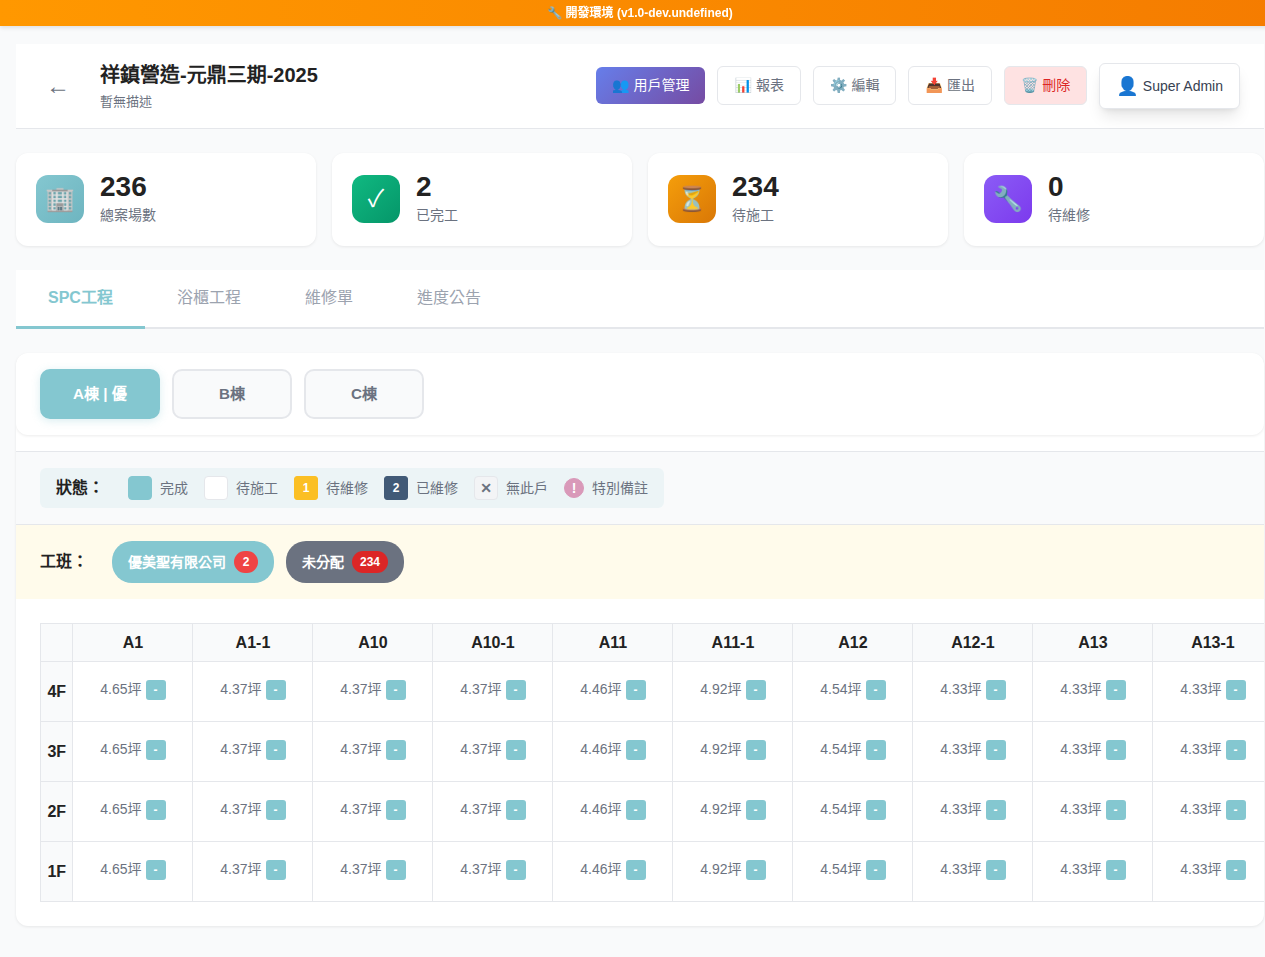 🔧 開發環境 (v1.0-dev.undefined)
← 祥鎮營造-元鼎三期-2025
暫無描述
👥 用戶管理 📊 報表 ⚙️ 編輯 📥 匯出 🗑️ 刪除 👤 Super Admin
236
總案場數
✓ 2
已完工
234
待施工
0
待維修
SPC工程 浴櫃工程 維修單 進度公告
A棟 | 優 B棟 C棟
狀態： 完成 待施工 1 待維修 2 已維修 ✕ 無此戶 ! 特別備註
工班： 優美聖有限公司 2 未分配 234
A1 A1-1 A10 A10-1 A11 A11-1 A12 A12-1 A13 A13-1
4F 4.65坪 - 4.37坪 - 4.37坪 - 4.37坪 - 4.46坪 - 4.92坪 - 4.54坪 - 4.33坪 - 4.33坪 - 4.33坪 -
3F 4.65坪 - 4.37坪 - 4.37坪 - 4.37坪 - 4.46坪 - 4.92坪 - 4.54坪 - 4.33坪 - 4.33坪 - 4.33坪 -
2F 4.65坪 - 4.37坪 - 4.37坪 - 4.37坪 - 4.46坪 - 4.92坪 - 4.54坪 - 4.33坪 - 4.33坪 - 4.33坪 -
1F 4.65坪 - 4.37坪 - 4.37坪 - 4.37坪 - 4.46坪 - 4.92坪 - 4.54坪 - 4.33坪 - 4.33坪 - 4.33坪 -